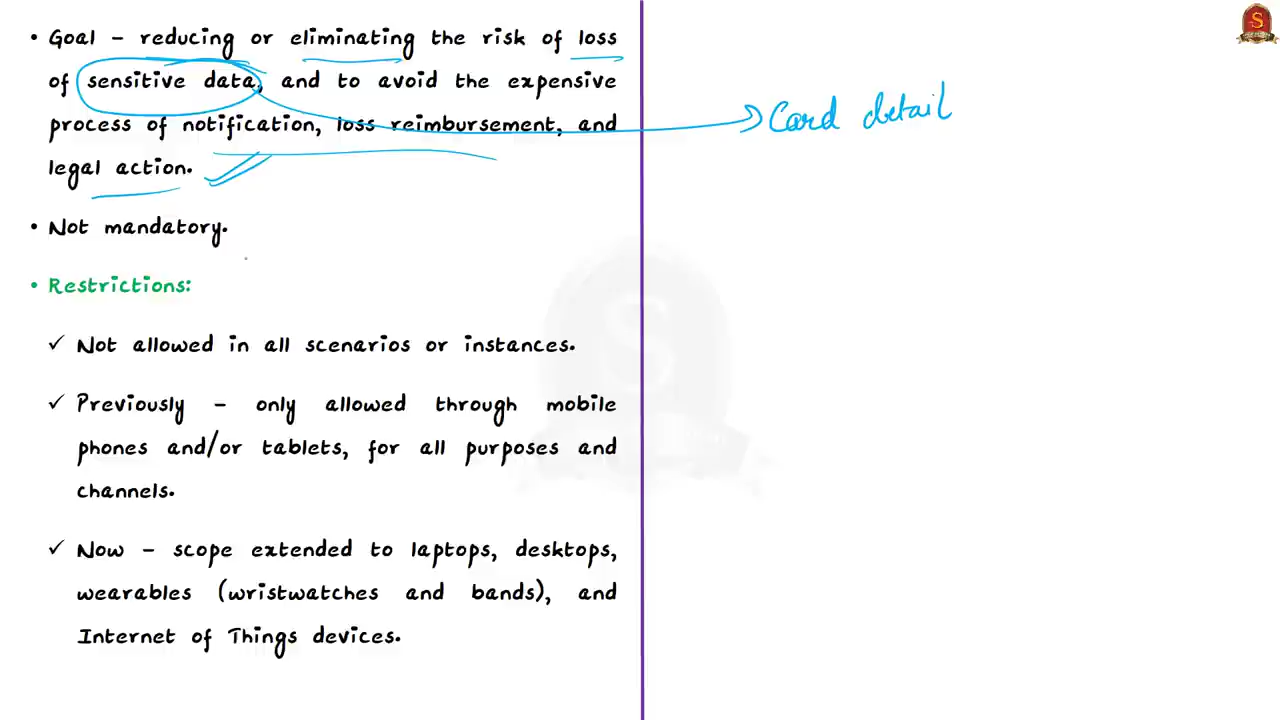 • Goal – reducing or eliminating the risk of loss
of sensitive data, and to avoid the expensive
process of notification, loss reimbursement, and
legal action.
• Not mandatory.
• Restrictions:
✓ Not allowed in all scenarios or instances.
✓ Previously – only allowed through mobile
phones and/or tablets, for all purposes and
channels.
✓ Now – scope extended to laptops, desktops,
wearables (wristwatches and bands), and
Internet of Things devices.
Card detail
S
S